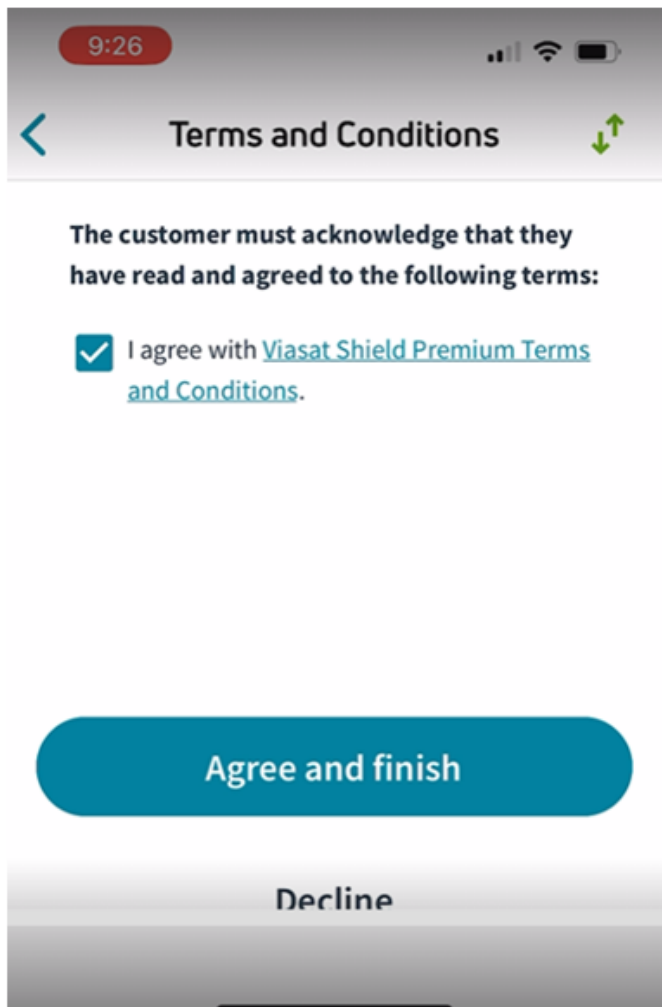 9:26
Terms and Conditions
The customer must acknowledge that they
have read and agreed to the following terms:
I agree with Viasat Shield Premium Terms
and Conditions.
Agree and finish
Decline